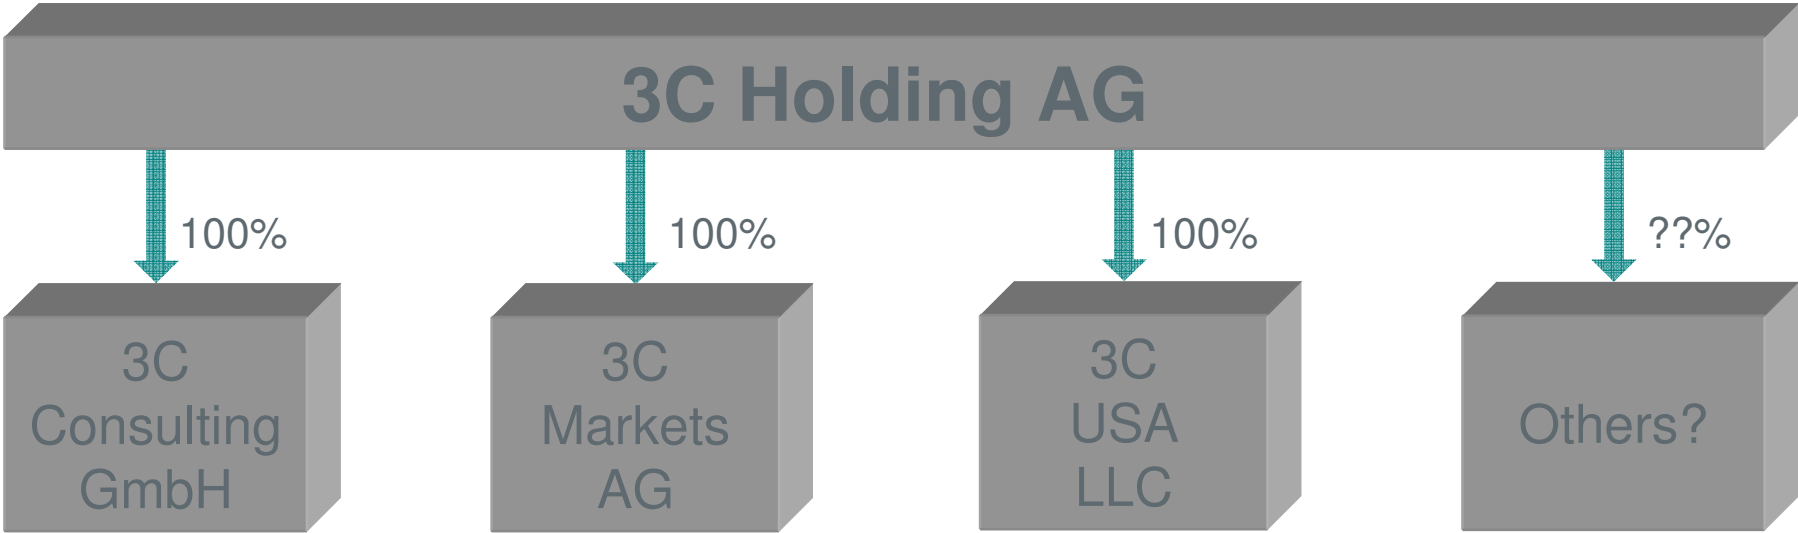 3C Holding AG
100%
100%
100%
??%
3C
Consulting
GmbH
3C
Markets
AG
3C
USA
LLC
Others?